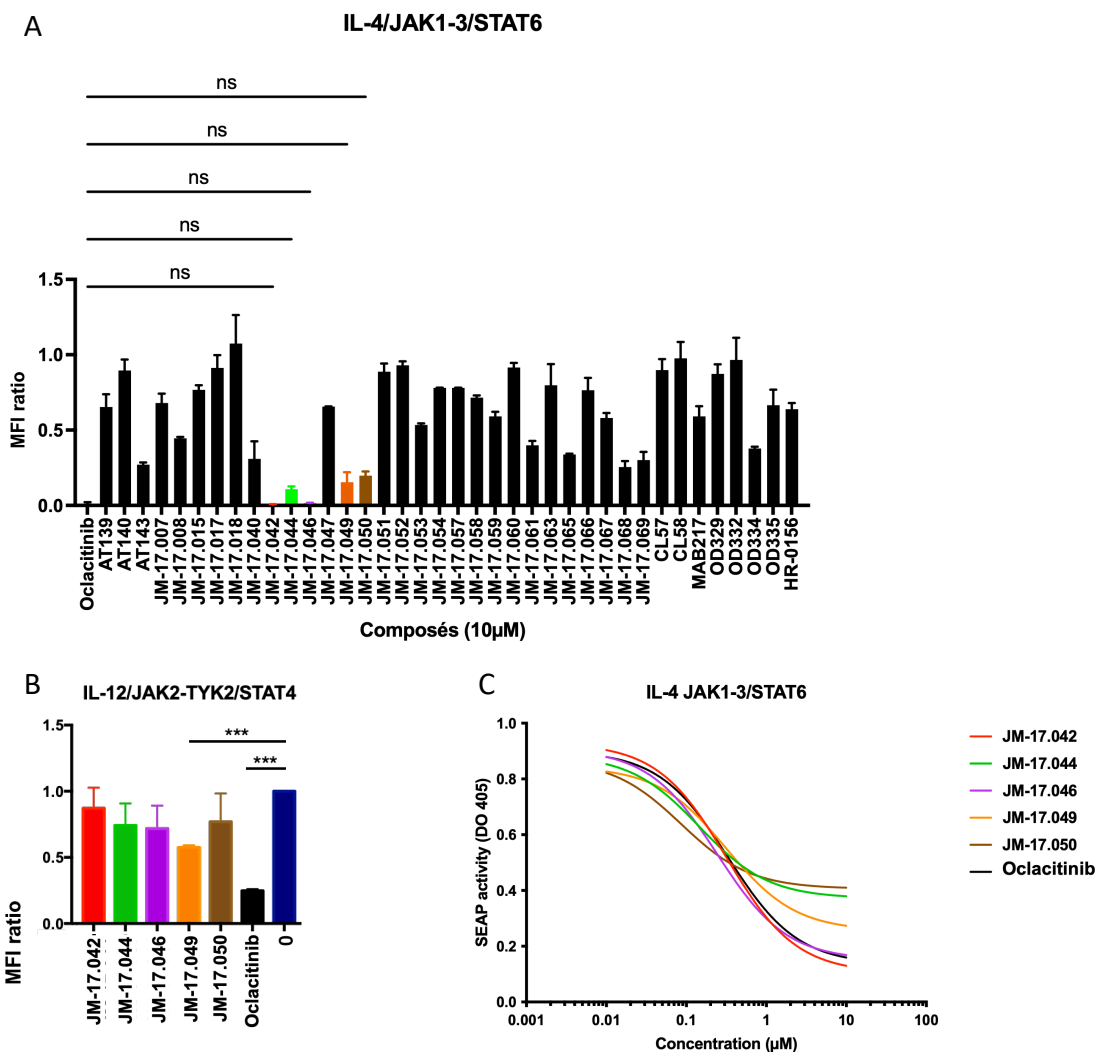 A
IL-4/JAK1-3/STAT6
ns
ns
ns
ns
ns
MFI ratio
1.5
1.0
0.5
0.0
Oclacitinib
AT139
AT140
AT143
JM-17.007
JM-17.008
JM-17.015
JM-17.017
JM-17.018
JM-17.040
JM-17.042
JM-17.044
JM-17.046
JM-17.047
JM-17.049
JM-17.050
JM-17.051
JM-17.052
JM-17.053
JM-17.054
JM-17.057
JM-17.058
JM-17.059
JM-17.060
JM-17.061
JM-17.063
JM-17.065
JM-17.066
JM-17.067
JM-17.068
JM-17.069
CL57
CL58
MAB217
OD329
OD332
OD334
OD335
HR-0156
Composés (10µM)
B
IL-12/JAK2-TYK2/STAT4
MFI ratio
1.5
1.0
0.5
0.0
***
***
JM-17.042
JM-17.044
JM-17.046
JM-17.049
JM-17.050
Oclacitinib
0
C
IL-4 JAK1-3/STAT6
SEAP activity (DO 405)
1.0
0.8
0.6
0.4
0.2
0.0
0.001
0.01
0.1
1
10
100
Concentration (µM)
JM-17.042
JM-17.044
JM-17.046
JM-17.049
JM-17.050
Oclacitinib